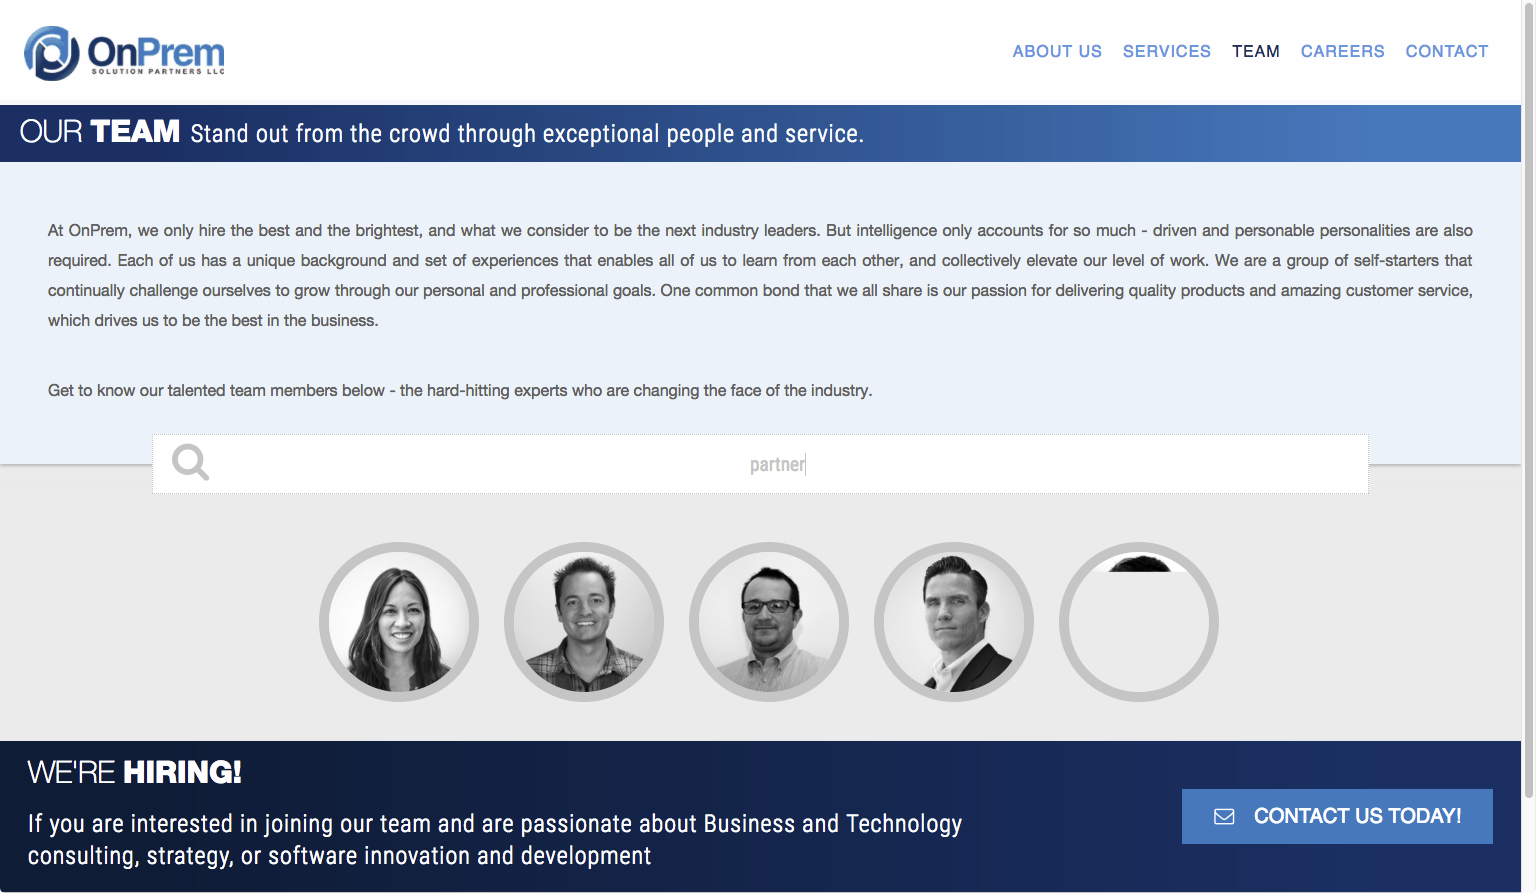 OnPrem
SOLUTION PARTNERS LLC
ABOUT US SERVICES TEAM CAREERS CONTACT
OUR TEAM Stand out from the crowd through exceptional people and service.
At OnPrem, we only hire the best and the brightest, and what we consider to be the next industry leaders. But intelligence only accounts for so much - driven and personable personalities are also
required. Each of us has a unique background and set of experiences that enables all of us to learn from each other, and collectively elevate our level of work. We are a group of self-starters that
continually challenge ourselves to grow through our personal and professional goals. One common bond that we all share is our passion for delivering quality products and amazing customer service,
which drives us to be the best in the business.
Get to know our talented team members below - the hard-hitting experts who are changing the face of the industry.
partner
WE'RE HIRING!
If you are interested in joining our team and are passionate about Business and Technology
consulting, strategy, or software innovation and development
CONTACT US TODAY!